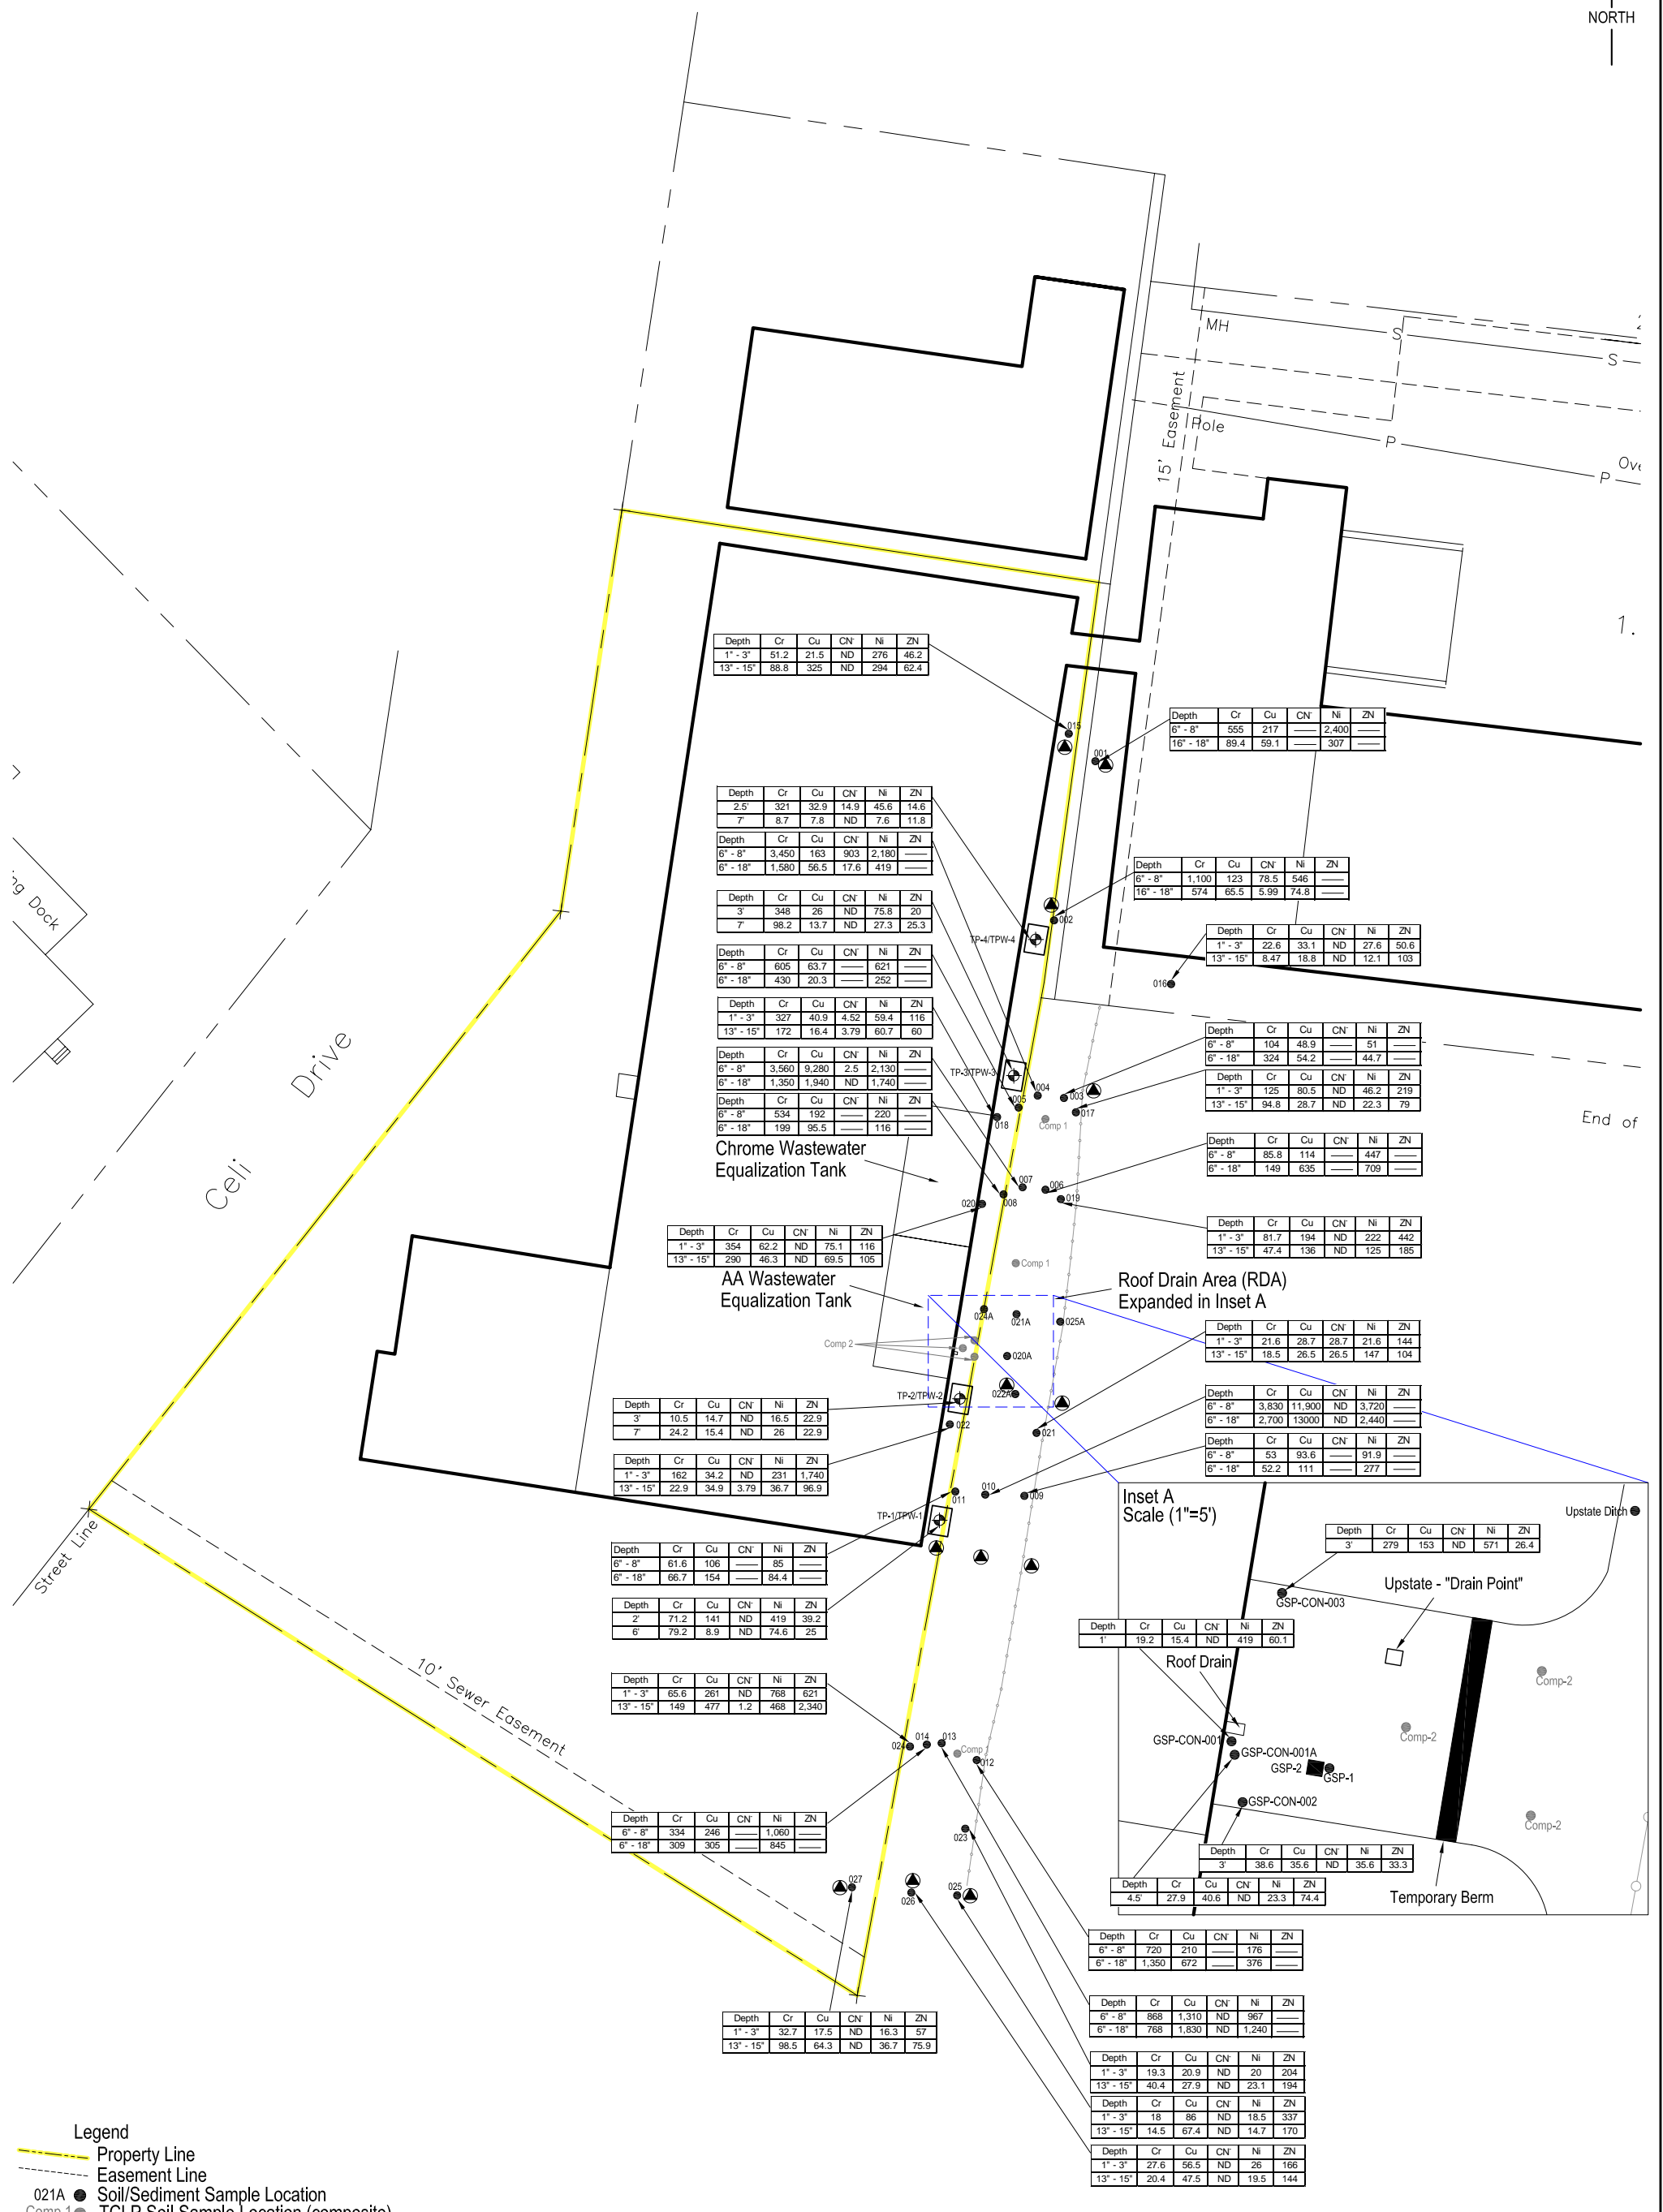 NORTH
MH
S
S
15' Easement
Pole
P
P
1.
Depth Cr Cu CN- Ni ZN
1" - 3" 51.2 21.5 ND 276 46.2
13" - 15" 88.8 325 ND 294 62.4
015
001
Depth Cr Cu CN- Ni ZN
6" - 8" 555 217 —— 2,400 ——
16" - 18" 89.4 59.1 —— 307 ——
Depth Cr Cu CN- Ni ZN
2.5' 321 32.9 14.9 45.6 14.6
7' 8.7 7.8 ND 7.6 11.8
Depth Cr Cu CN- Ni ZN
6" - 8" 3,450 163 903 2,180 ——
6" - 18" 1,580 56.5 17.6 419 ——
Depth Cr Cu CN- Ni ZN
6" - 8" 1,100 123 78.5 546 ——
16" - 18" 574 65.5 5.99 74.8 ——
Depth Cr Cu CN- Ni ZN
3' 348 26 ND 75.8 20
7' 98.2 13.7 ND 27.3 25.3
002
TP-4/TPW-4
Depth Cr Cu CN- Ni ZN
1" - 3" 22.6 33.1 ND 27.6 50.6
13" - 15" 8.47 18.8 ND 12.1 103
016
Depth Cr Cu CN- Ni ZN
6" - 8" 605 63.7 —— 621 ——
6" - 18" 430 20.3 —— 252 ——
Depth Cr Cu CN- Ni ZN
1" - 3" 327 40.9 4.52 59.4 116
13" - 15" 172 16.4 3.79 60.7 60
Depth Cr Cu CN- Ni ZN
6" - 8" 104 48.9 —— 51 ——
6" - 18" 324 54.2 —— 44.7 ——
Depth Cr Cu CN- Ni ZN
6" - 8" 3,560 9,280 2.5 2,130 ——
6" - 18" 1,350 1,940 ND 1,740 ——
TP-3/TPW-3
004
003
005
017
018
Comp 1
Depth Cr Cu CN- Ni ZN
1" - 3" 125 80.5 ND 46.2 219
13" - 15" 94.8 28.7 ND 22.3 79
Depth Cr Cu CN- Ni ZN
6" - 8" 534 192 —— 220 ——
6" - 18" 199 95.5 —— 116 ——
End of
ng Dock
Celi Drive
Chrome Wastewater
Equalization Tank
Depth Cr Cu CN- Ni ZN
6" - 8" 85.8 114 —— 447 ——
6" - 18" 149 635 —— 709 ——
007
006
008
019
020
Depth Cr Cu CN- Ni ZN
1" - 3" 354 62.2 ND 75.1 116
13" - 15" 290 46.3 ND 69.5 105
Depth Cr Cu CN- Ni ZN
1" - 3" 81.7 194 ND 222 442
13" - 15" 47.4 136 ND 125 185
Comp 1
AA Wastewater
Equalization Tank
Roof Drain Area (RDA)
Expanded in Inset A
024A
021A
025A
Comp 2
020A
022A
TP-2/TPW-2
Depth Cr Cu CN- Ni ZN
1" - 3" 21.6 28.7 28.7 21.6 144
13" - 15" 18.5 26.5 26.5 147 104
Depth Cr Cu CN- Ni ZN
3' 10.5 14.7 ND 16.5 22.9
7' 24.2 15.4 ND 26 22.9
Depth Cr Cu CN- Ni ZN
6" - 8" 3,830 11,900 ND 3,720 ——
6" - 18" 2,700 13000 ND 2,440 ——
022
021
Depth Cr Cu CN- Ni ZN
1" - 3" 162 34.2 ND 231 1,740
13" - 15" 22.9 34.9 3.79 36.7 96.9
Depth Cr Cu CN- Ni ZN
6" - 8" 53 93.6 —— 91.9 ——
6" - 18" 52.2 111 —— 277 ——
011
010
009
TP-1/TPW-1
Street Line
Inset A
Scale (1"=5')
Upstate Ditch
Depth Cr Cu CN- Ni ZN
3' 279 153 ND 571 26.4
Upstate - "Drain Point"
GSP-CON-003
Depth Cr Cu CN- Ni ZN
1' 19.2 15.4 ND 419 60.1
Roof Drain
Comp-2
Comp-2
GSP-CON-001
GSP-CON-001A
GSP-2
GSP-1
GSP-CON-002
Comp-2
Depth Cr Cu CN- Ni ZN
3' 38.6 35.6 ND 35.6 33.3
Depth Cr Cu CN- Ni ZN
4.5' 27.9 40.6 ND 23.3 74.4
Temporary Berm
Depth Cr Cu CN- Ni ZN
6" - 8" 61.6 106 —— 85 ——
6" - 18" 66.7 154 —— 84.4 ——
Depth Cr Cu CN- Ni ZN
2' 71.2 141 ND 419 39.2
6' 79.2 8.9 ND 74.6 25
10' Sewer Easement
Depth Cr Cu CN- Ni ZN
1" - 3" 65.6 261 ND 768 621
13" - 15" 149 477 1.2 468 2,340
024
014
013
Comp 1
012
Depth Cr Cu CN- Ni ZN
6" - 8" 334 246 —— 1,060 ——
6" - 18" 309 305 —— 845 ——
023
027
026
025
Depth Cr Cu CN- Ni ZN
6" - 8" 720 210 —— 176 ——
6" - 18" 1,350 672 —— 376 ——
Depth Cr Cu CN- Ni ZN
6" - 8" 868 1,310 ND 967 ——
6" - 18" 768 1,830 ND 1,240 ——
Depth Cr Cu CN- Ni ZN
1" - 3" 32.7 17.5 ND 16.3 57
13" - 15" 98.5 64.3 ND 36.7 75.9
Depth Cr Cu CN- Ni ZN
1" - 3" 19.3 20.9 ND 20 204
13" - 15" 40.4 27.9 ND 23.1 194
Depth Cr Cu CN- Ni ZN
1" - 3" 18 86 ND 18.5 337
13" - 15" 14.5 67.4 ND 14.7 170
Depth Cr Cu CN- Ni ZN
1" - 3" 27.6 56.5 ND 26 166
13" - 15" 20.4 47.5 ND 19.5 144
Legend
Property Line
Easement Line
021A Soil/Sediment Sample Location
Comp 1 TCLP Soil Sample Location (composite)